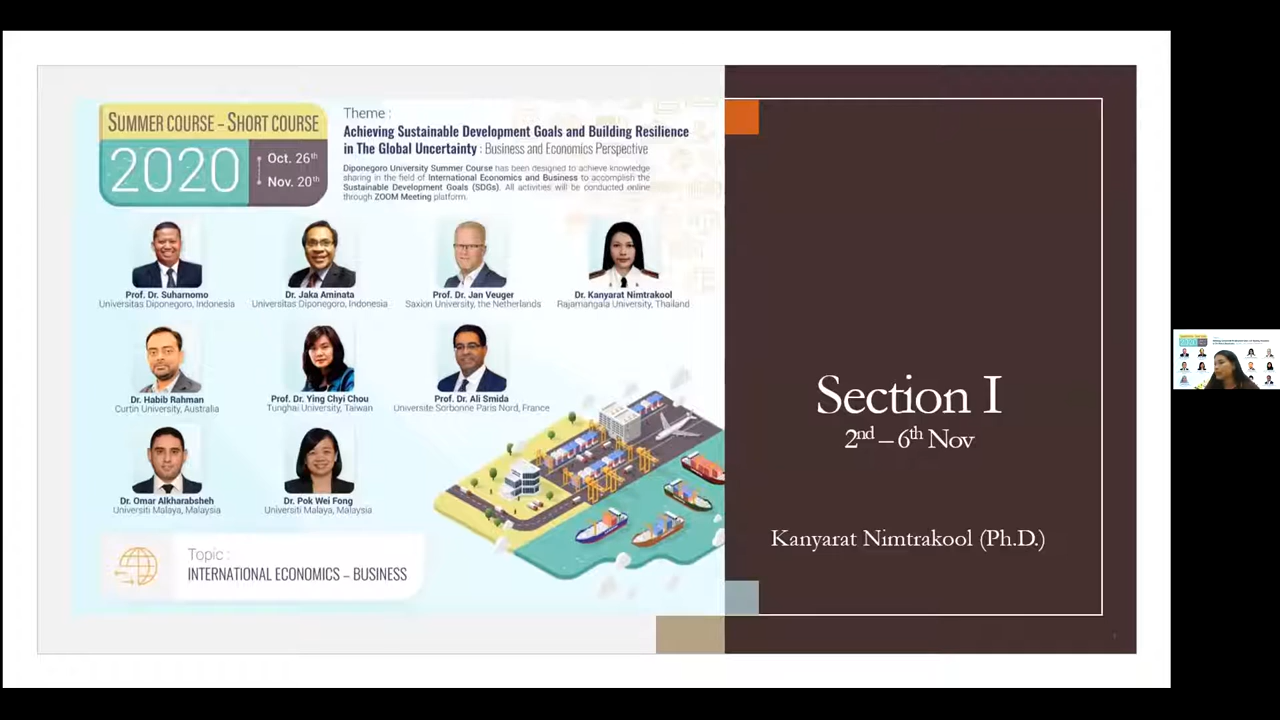 SUMMER COURSE – SHORT COURSE
2020
Oct. 26th
Nov. 20th
Theme :
Achieving Sustainable Development Goals and Building Resilience
in The Global Uncertainty : Business and Economics Perspective
Diponegoro University Summer Course has been designed to achieve knowledge
sharing in the field of International Economics and Business to accomplish the
Sustainable Development Goals (SDGs). All activities will be conducted online
through ZOOM Meeting platform.
Prof. Dr. Suharnomo
Universitas Diponegoro, Indonesia
Dr. Jaka Aminata
Universitas Diponegoro, Indonesia
Prof. Dr. Jan Veuger
Saxion University, the Netherlands
Dr. Kanyarat Nimtrakool
Rajamangala University, Thailand
Dr. Habib Rahman
Curtin University, Australia
Prof. Dr. Ying Chyi Chou
Tunghai University, Taiwan
Prof. Dr. Ali Smida
Universite Sorbonne Paris Nord, France
Dr. Omar Alkharabsheh
Universiti Malaya, Malaysia
Dr. Pok Wei Fong
Universiti Malaya, Malaysia
Topic :
INTERNATIONAL ECONOMICS – BUSINESS
Section I
2nd – 6th Nov
Kanyarat Nimtrakool (Ph.D.)